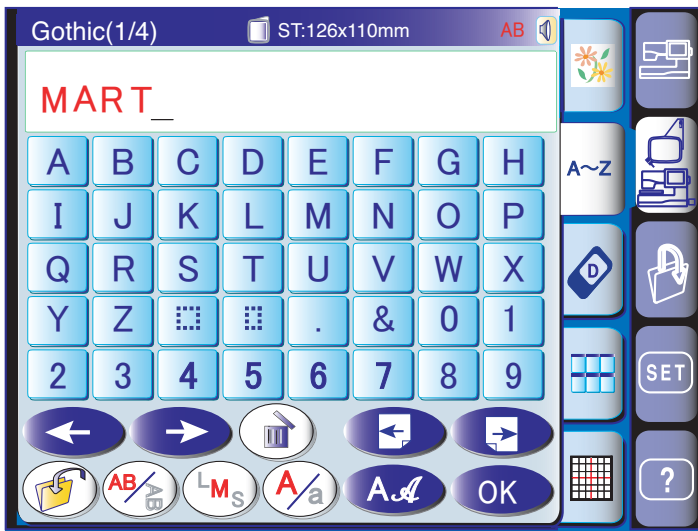 Gothic(1/4) ST:126x110mm AB
MART_
A B C D E F G H
A~Z
I J K L M N O P
Q R S T U V W X
D
Y Z . & 0 1
2 3 4 5 6 7 8 9
SET
AB/AB LMS A/a AA OK
?